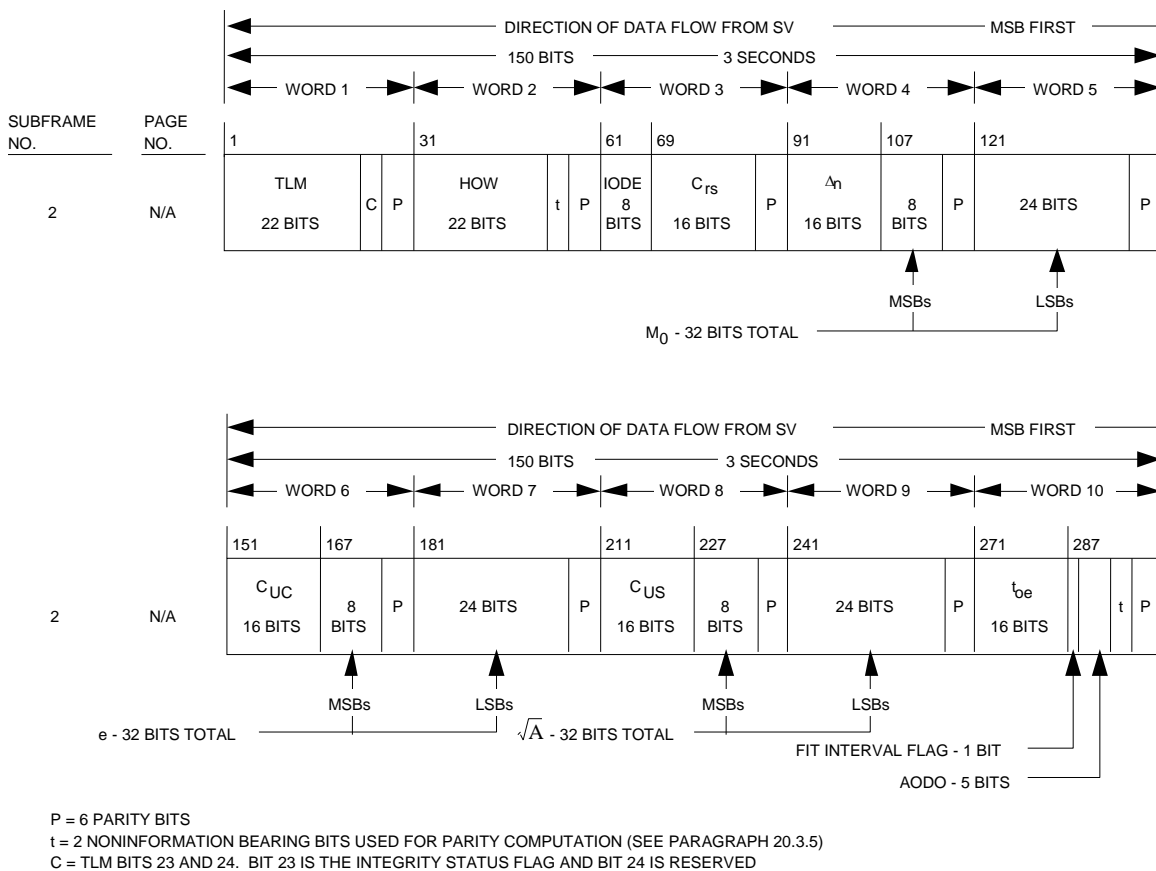 DIRECTION OF DATA FLOW FROM SV MSB FIRST
150 BITS 3 SECONDS
WORD 1 WORD 2 WORD 3 WORD 4 WORD 5
SUBFRAME NO. PAGE NO.
1 31 61 69 91 107 121
2 N/A
TLM 22 BITS C P HOW 22 BITS t P IODE 8 BITS Crs 16 BITS P Δn 16 BITS 8 BITS P 24 BITS P
MSBs LSBs
M0 - 32 BITS TOTAL
DIRECTION OF DATA FLOW FROM SV MSB FIRST
150 BITS 3 SECONDS
WORD 6 WORD 7 WORD 8 WORD 9 WORD 10
151 167 181 211 227 241 271 287
2 N/A
CUC 16 BITS 8 BITS P 24 BITS P CUS 16 BITS 8 BITS P 24 BITS P toe 16 BITS t P
MSBs LSBs MSBs LSBs
e - 32 BITS TOTAL √A - 32 BITS TOTAL
FIT INTERVAL FLAG - 1 BIT
AODO - 5 BITS
P = 6 PARITY BITS
t = 2 NONINFORMATION BEARING BITS USED FOR PARITY COMPUTATION (SEE PARAGRAPH 20.3.5)
C = TLM BITS 23 AND 24. BIT 23 IS THE INTEGRITY STATUS FLAG AND BIT 24 IS RESERVED